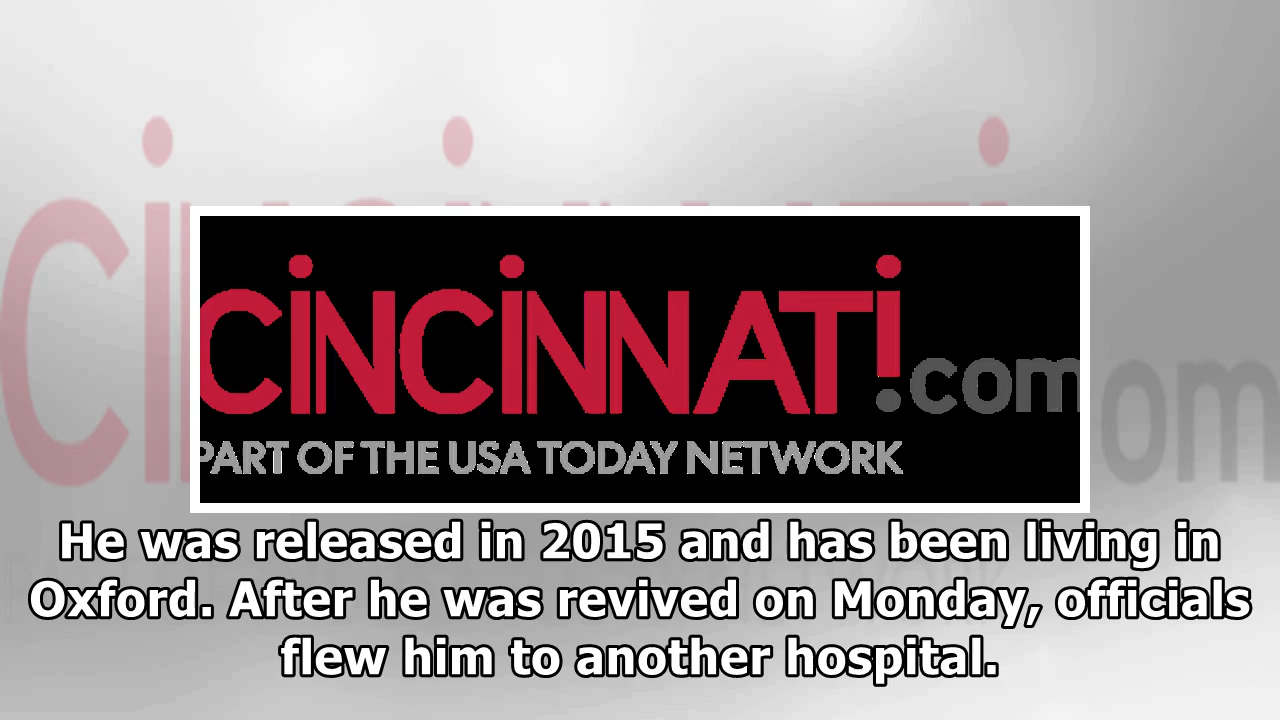 CINCINNATI.com
PART OF THE USA TODAY NETWORK
He was released in 2015 and has been living in
Oxford. After he was revived on Monday, officials
flew him to another hospital.